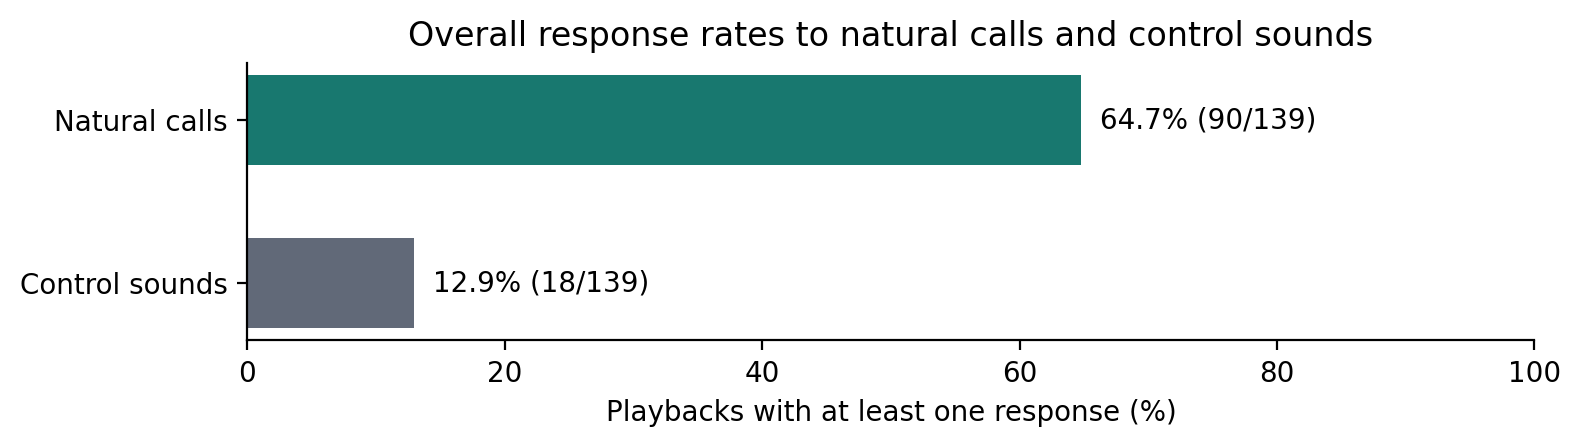 Overall response rates to natural calls and control sounds
Natural calls
64.7% (90/139)
Control sounds
12.9% (18/139)
0 20 40 60 80 100
Playbacks with at least one response (%)